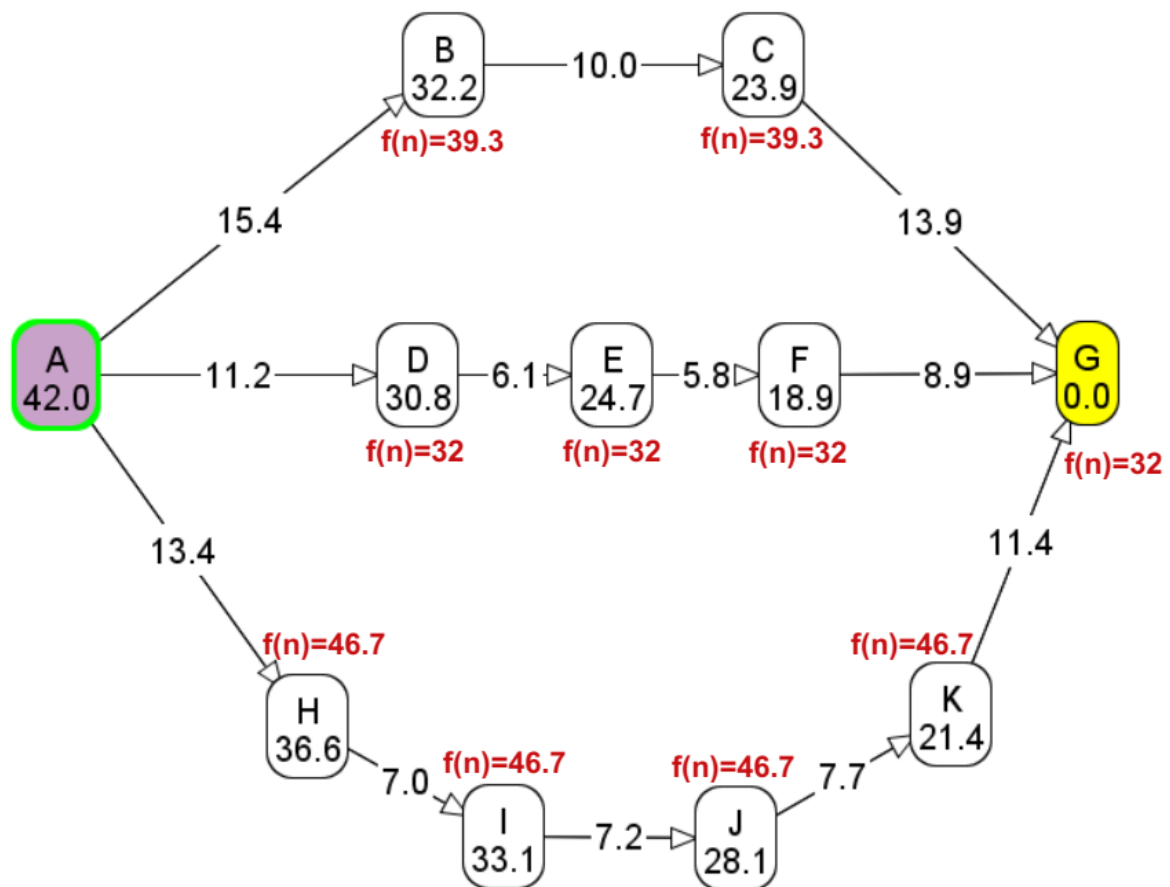 B
32.2
f(n)=39.3
10.0
C
23.9
f(n)=39.3
15.4
13.9
A
42.0
11.2
D
30.8
f(n)=32
6.1
E
24.7
f(n)=32
5.8
F
18.9
f(n)=32
8.9
G
0.0
f(n)=32
13.4
11.4
f(n)=46.7
H
36.6
7.0
f(n)=46.7
I
33.1
7.2
f(n)=46.7
J
28.1
7.7
f(n)=46.7
K
21.4